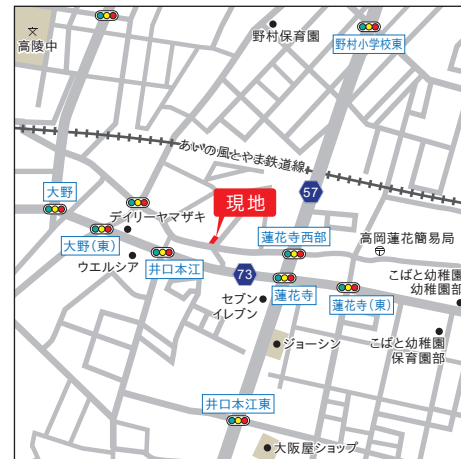 野村保育園
高陵中
野村小学校東
あいの風とやま鉄道線
57
大野
現地
デイリーヤマザキ
大野(東)
蓮花寺西部
高岡蓮花簡易局
ウエルシア
井口本江
73
蓮花寺
こばと幼稚園
幼稚園部
セブン
イレブン
蓮花寺(東)
ジョーシン
こばと幼稚園
保育園部
井口本江東
大阪屋ショップ